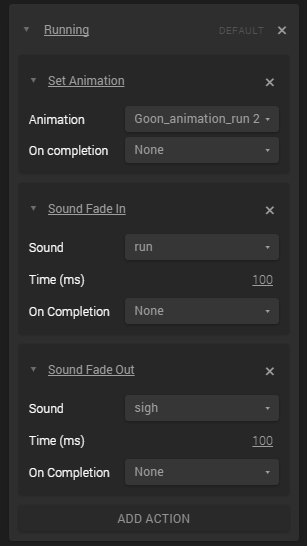 Running DEFAULT
Set Animation
Animation Goon_animation_run 2
On completion None
Sound Fade In
Sound run
Time (ms) 100
On Completion None
Sound Fade Out
Sound sigh
Time (ms) 100
On Completion None
ADD ACTION